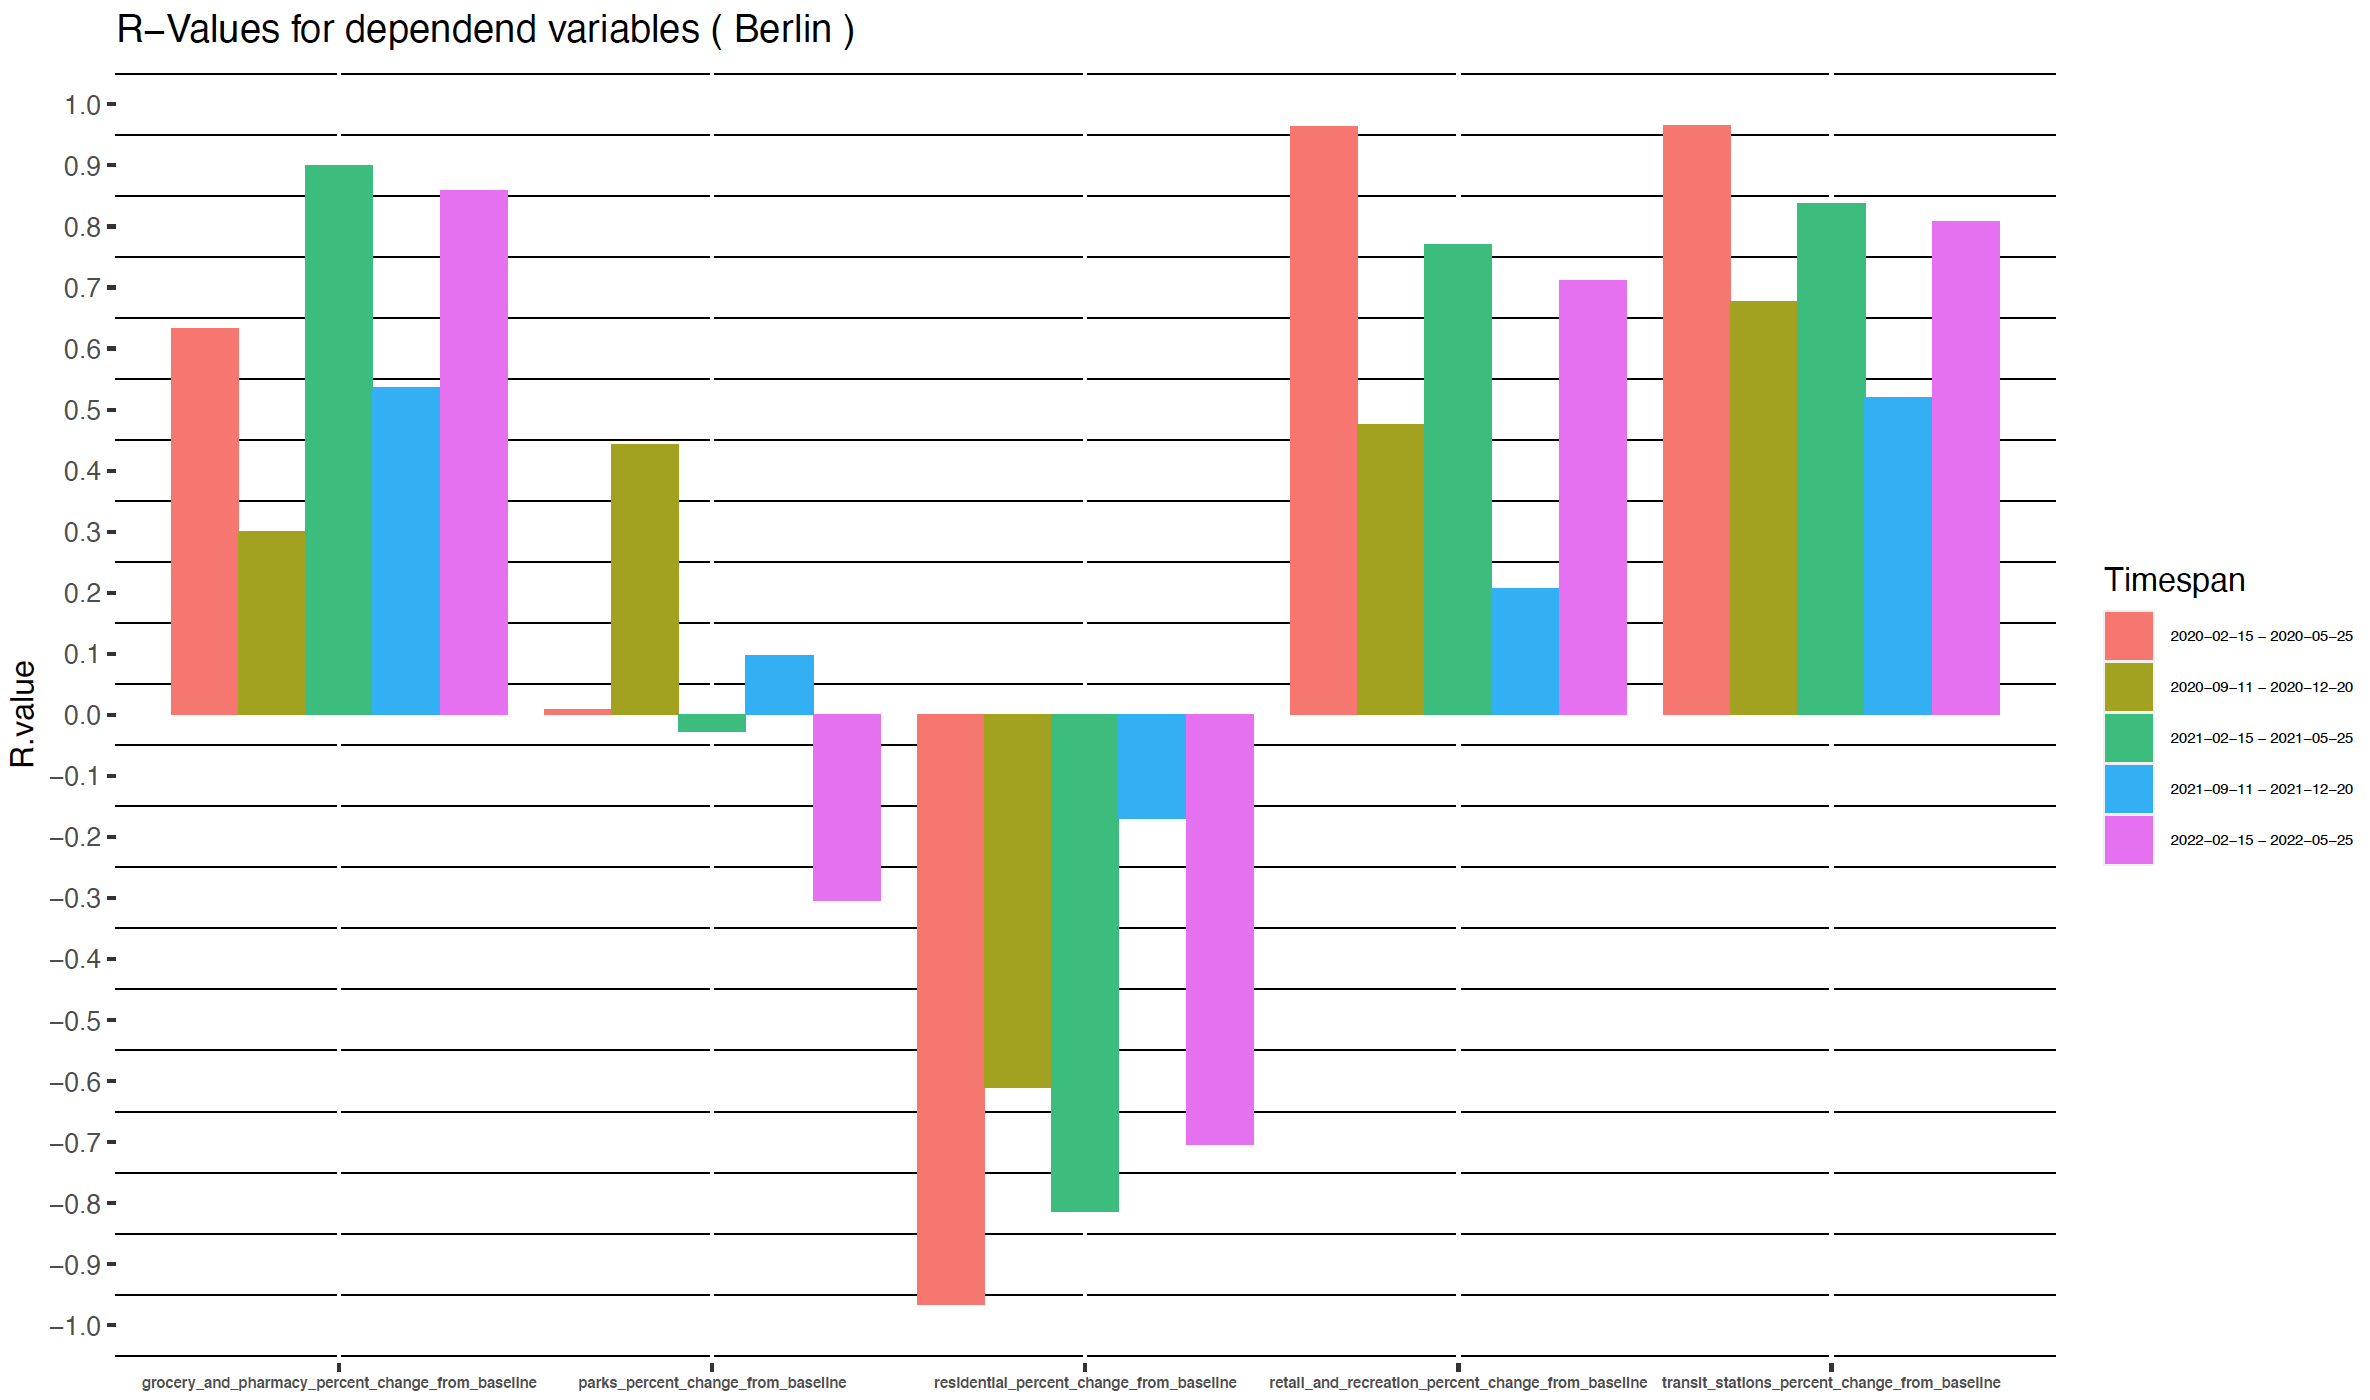 R−Values for dependend variables ( Berlin )
1.0
0.9
0.8
0.7
0.6
0.5
0.4
0.3
0.2
0.1
0.0
−0.1
−0.2
−0.3
−0.4
−0.5
−0.6
−0.7
−0.8
−0.9
−1.0
R.value
grocery_and_pharmacy_percent_change_from_baseline
parks_percent_change_from_baseline
residential_percent_change_from_baseline
retail_and_recreation_percent_change_from_baseline
transit_stations_percent_change_from_baseline
Timespan
2020−02−15 − 2020−05−25
2020−09−11 − 2020−12−20
2021−02−15 − 2021−05−25
2021−09−11 − 2021−12−20
2022−02−15 − 2022−05−25